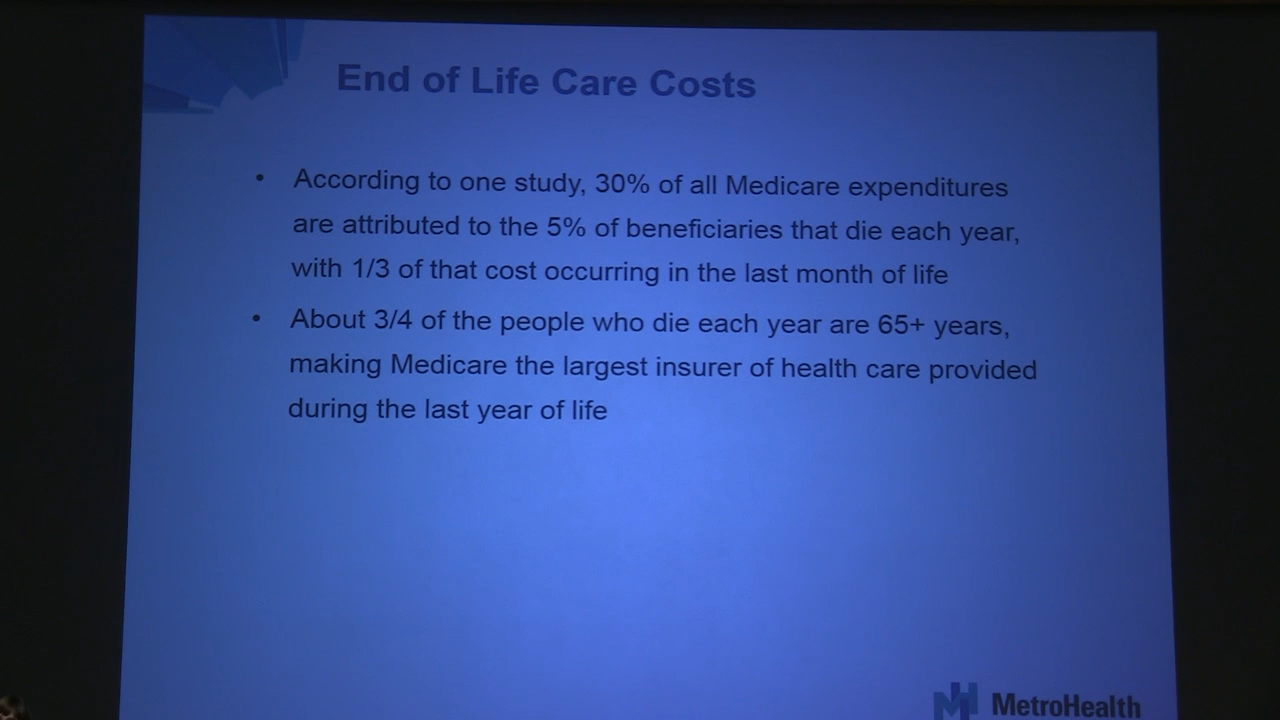 End of Life Care Costs
• According to one study, 30% of all Medicare expenditures
are attributed to the 5% of beneficiaries that die each year,
with 1/3 of that cost occurring in the last month of life
• About 3/4 of the people who die each year are 65+ years,
making Medicare the largest insurer of health care provided
during the last year of life
MetroHealth